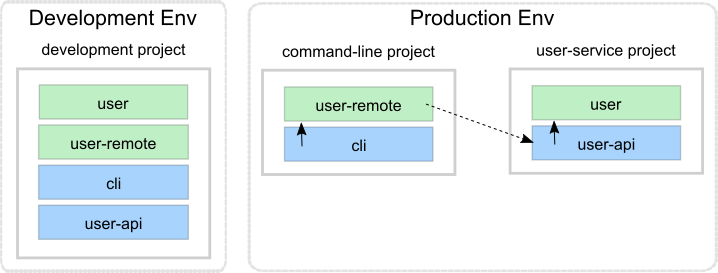 Development Env
development project
user
user-remote
cli
user-api
Production Env
command-line project
user-remote
cli
user-service project
user
user-api